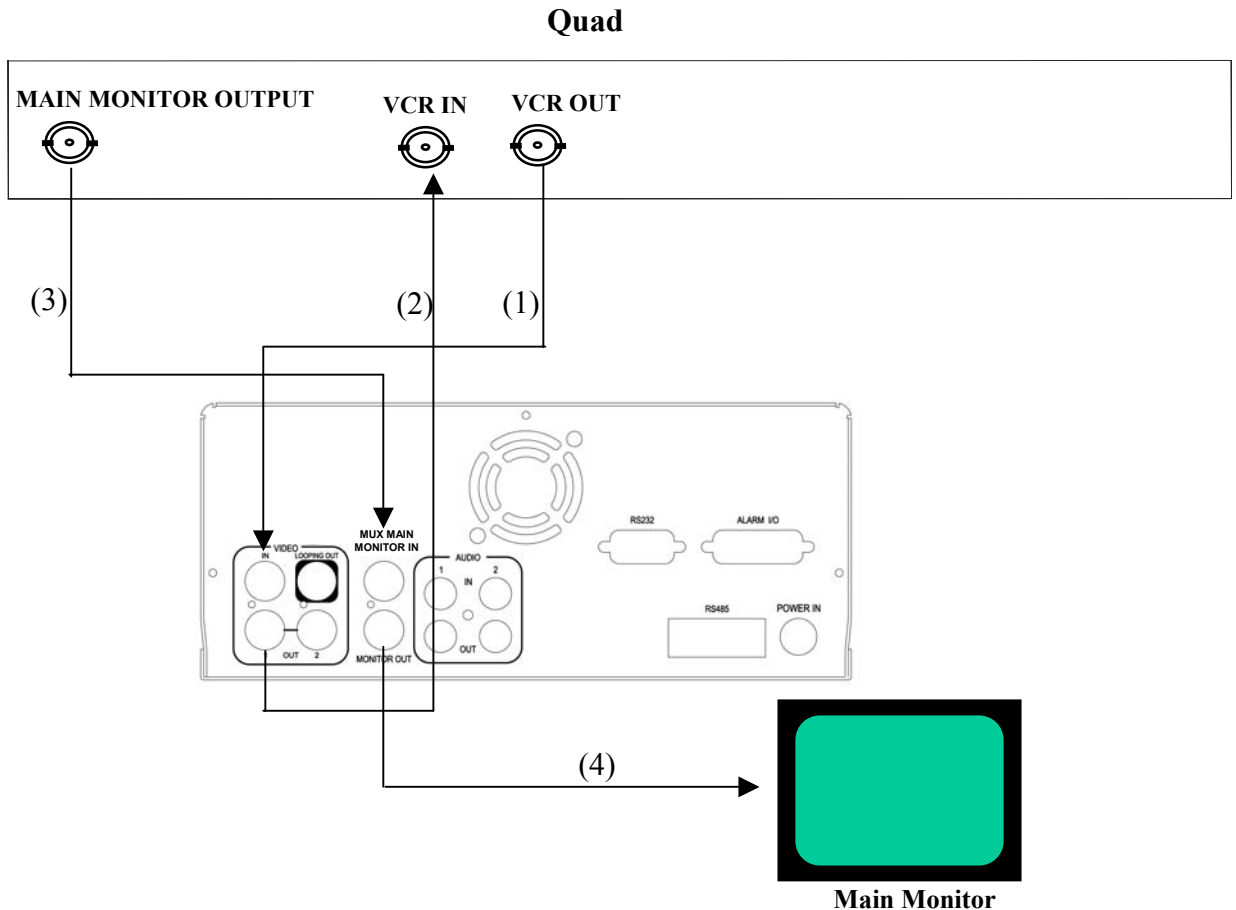 Quad
MAIN MONITOR OUTPUT
VCR IN
VCR OUT
(3)
(2)
(1)
VIDEO
IN
LOOPING OUT
MUX MAIN
MONITOR IN
AUDIO
1
2
IN
RS232
ALARM I/O
RS485
POWER IN
1
OUT
2
MONITOR OUT
OUT
(4)
Main Monitor